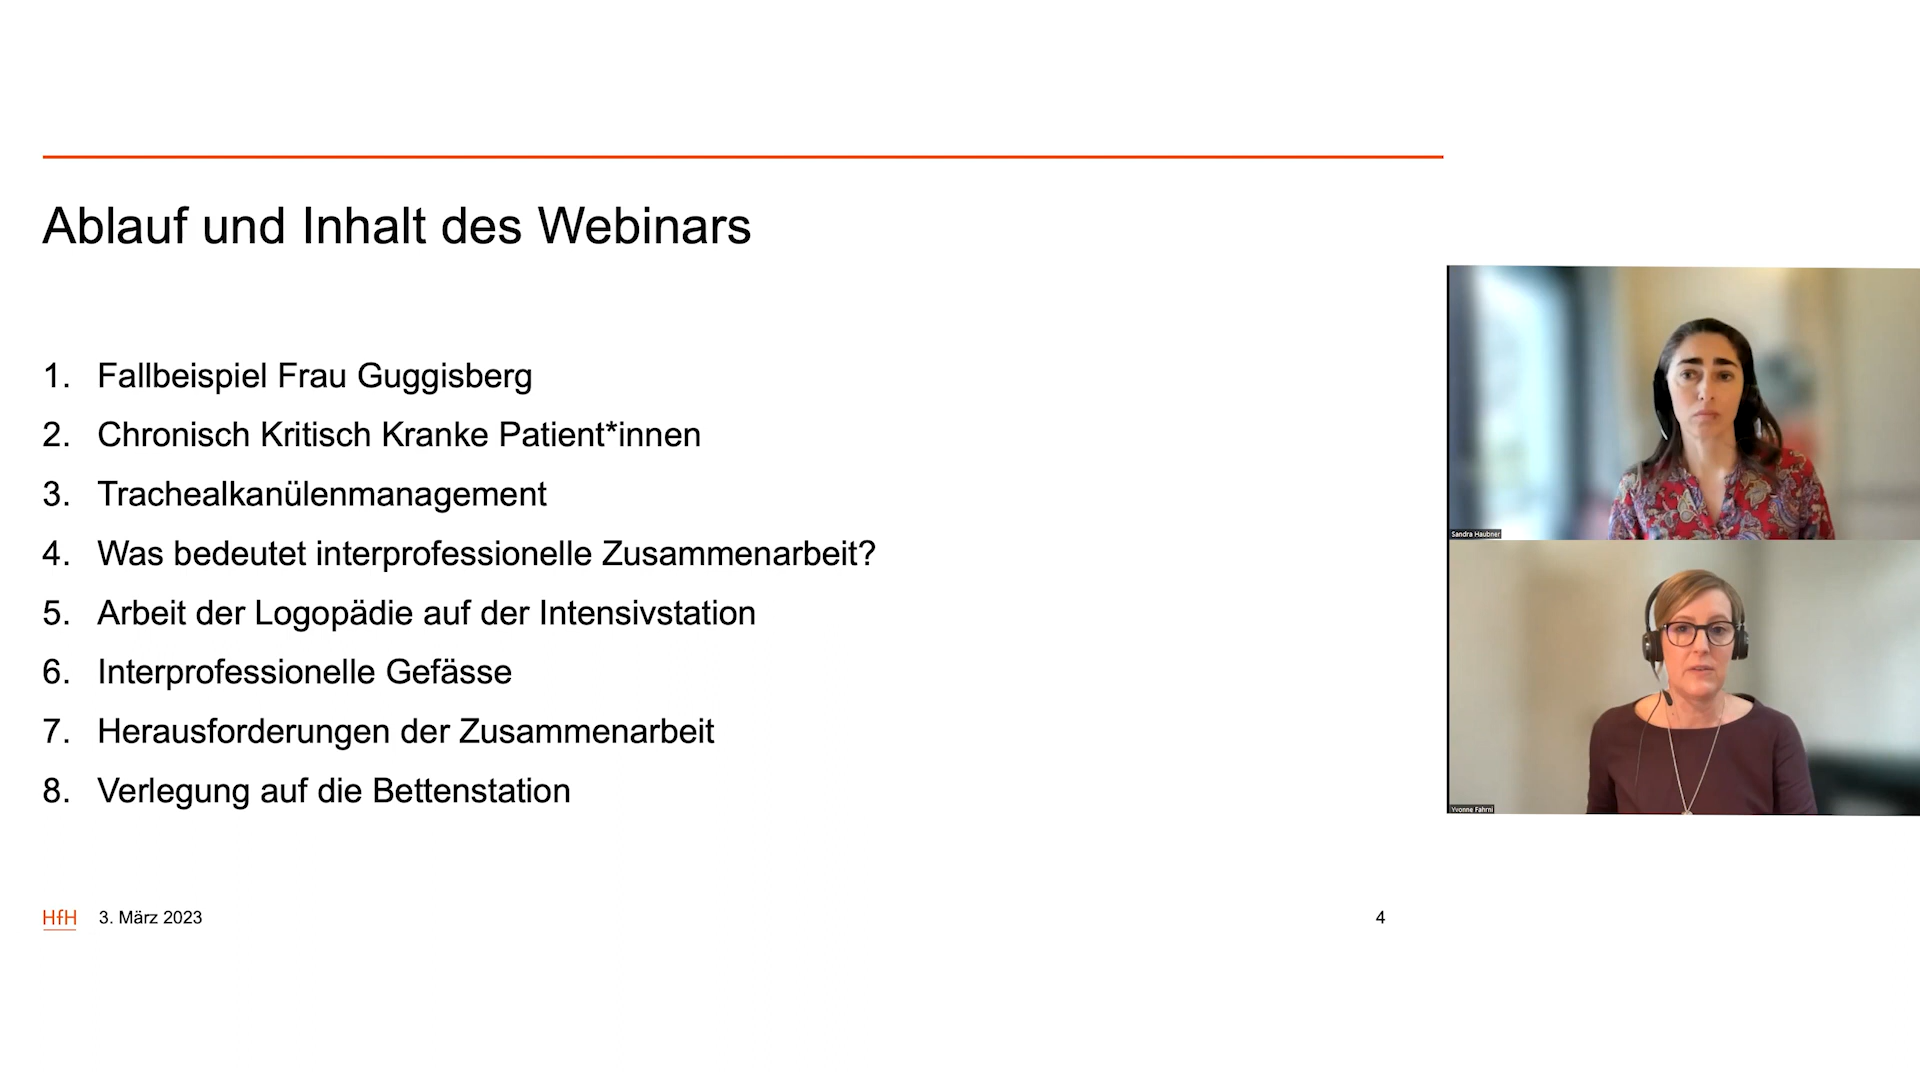 Ablauf und Inhalt des Webinars
1. Fallbeispiel Frau Guggisberg
2. Chronisch Kritisch Kranke Patient*innen
3. Trachealkanülenmanagement
4. Was bedeutet interprofessionelle Zusammenarbeit?
5. Arbeit der Logopädie auf der Intensivstation
6. Interprofessionelle Gefässe
7. Herausforderungen der Zusammenarbeit
8. Verlegung auf die Bettenstation
HfH 3. März 2023
4
Sandra Haubner
Yvonne Fahrni